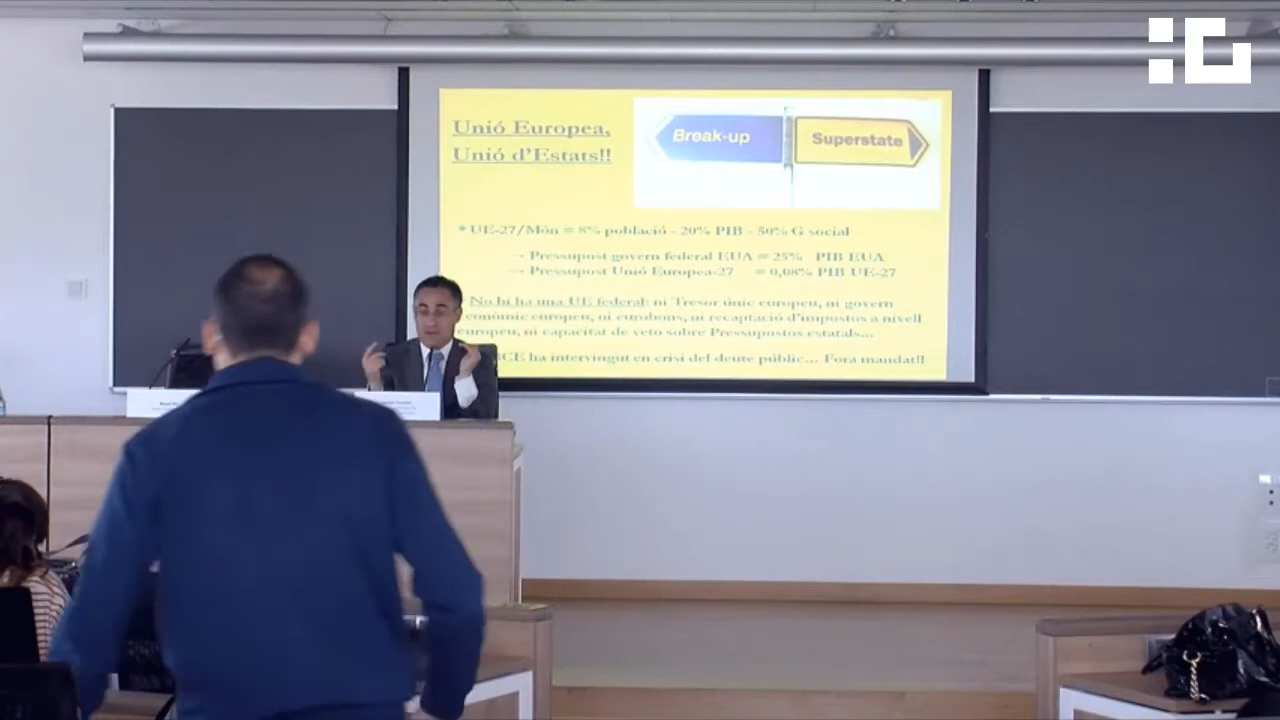 Unió Europea,
Unió d'Estats!!
Break-up
Superstate
* UE-27/Món = 8% població - 20% PIB - 50% G social
→ Pressupost govern federal EUA = 25% PIB EUA
→ Pressupost Unió Europea-27 = 0,08% PIB UE-27
No hi ha una UE federal: ni Tresor únic europeu, ni govern
econòmic europeu, ni eurobons, ni recaptació d'impostos a nivell
europeu, ni capacitat de veto sobre Pressupostos estatals...
BCE ha intervingut en crisi del deute públic... Fora mandat!!